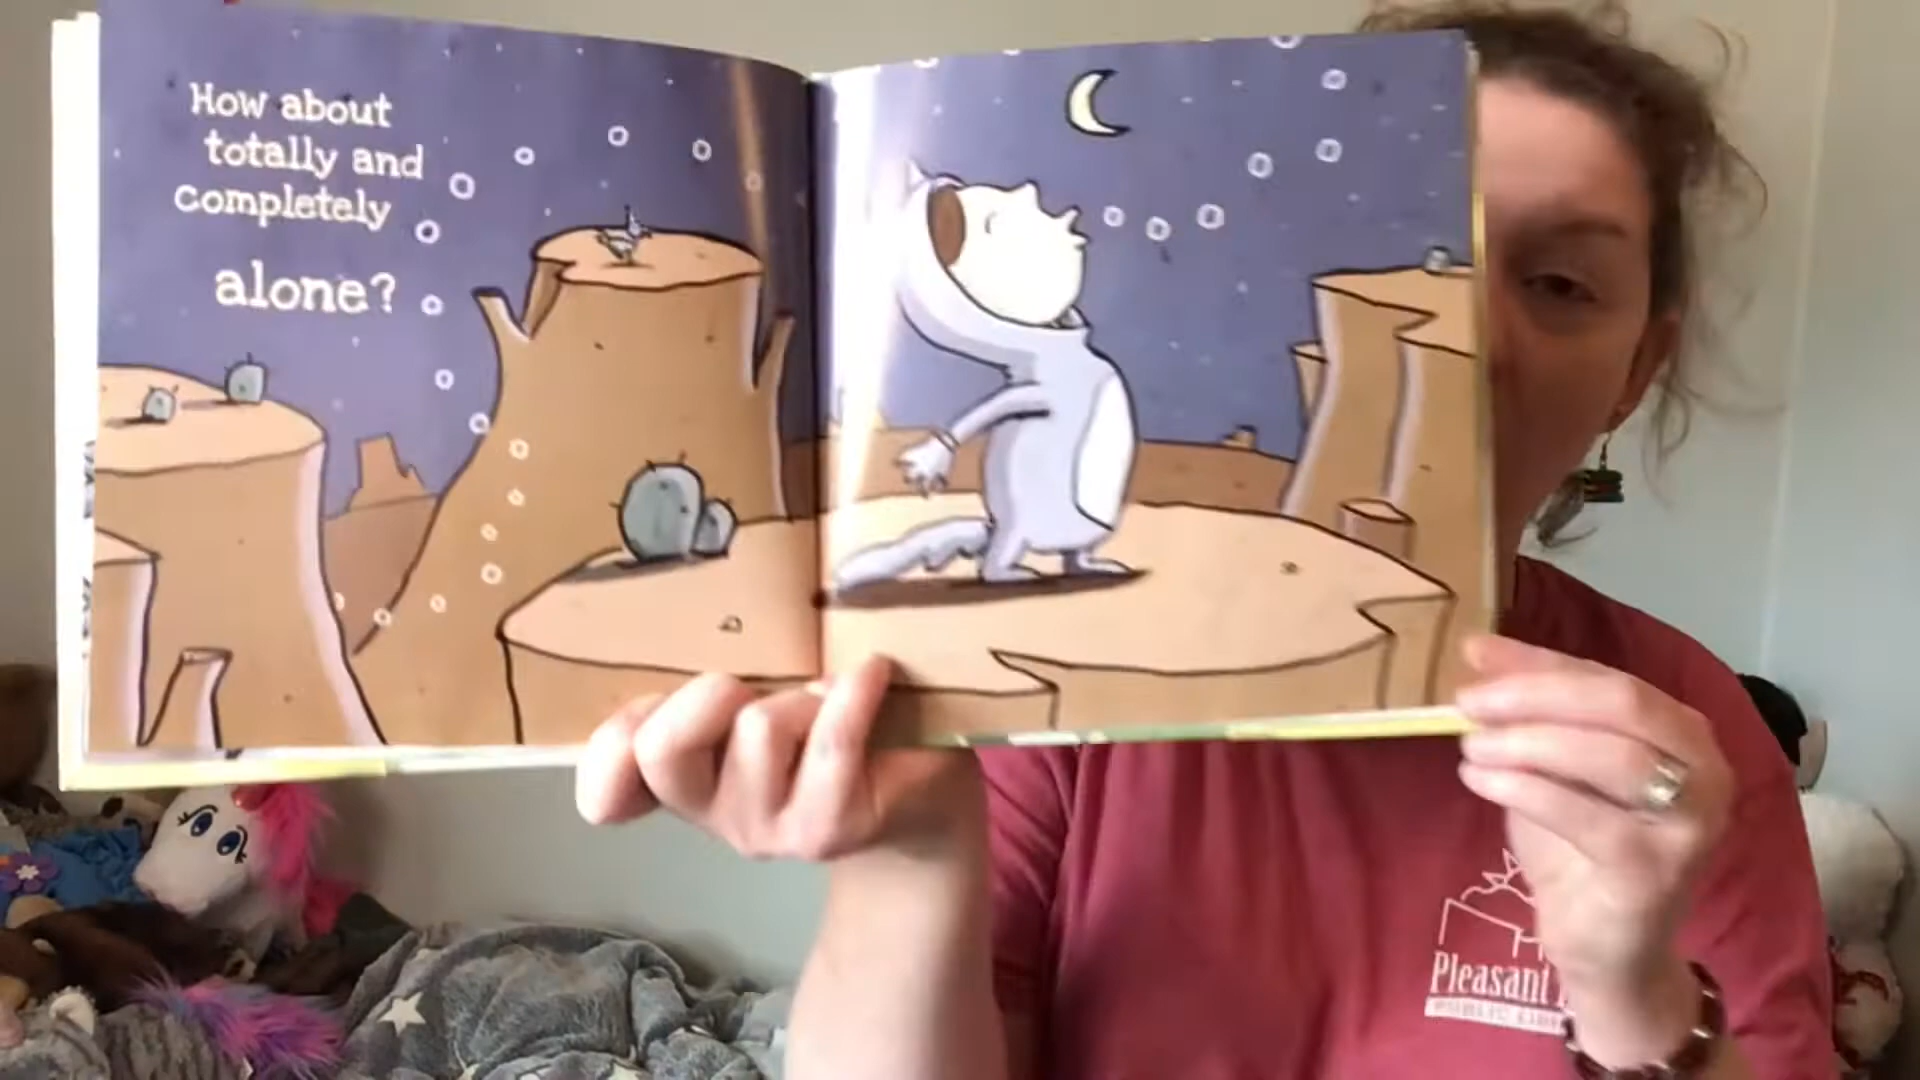 How about
totally and
completely
alone?
Pleasant